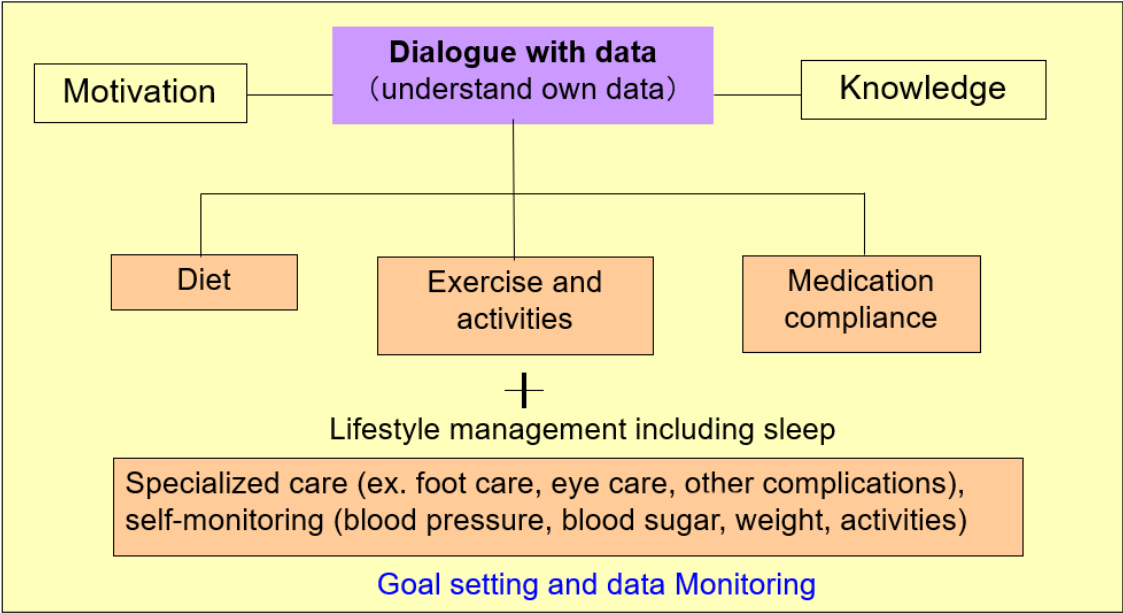 Dialogue with data
（understand own data）
Motivation
Knowledge
Diet
Exercise and
activities
Medication
compliance
+
Lifestyle management including sleep
Specialized care (ex. foot care, eye care, other complications),
self-monitoring (blood pressure, blood sugar, weight, activities)
Goal setting and data Monitoring